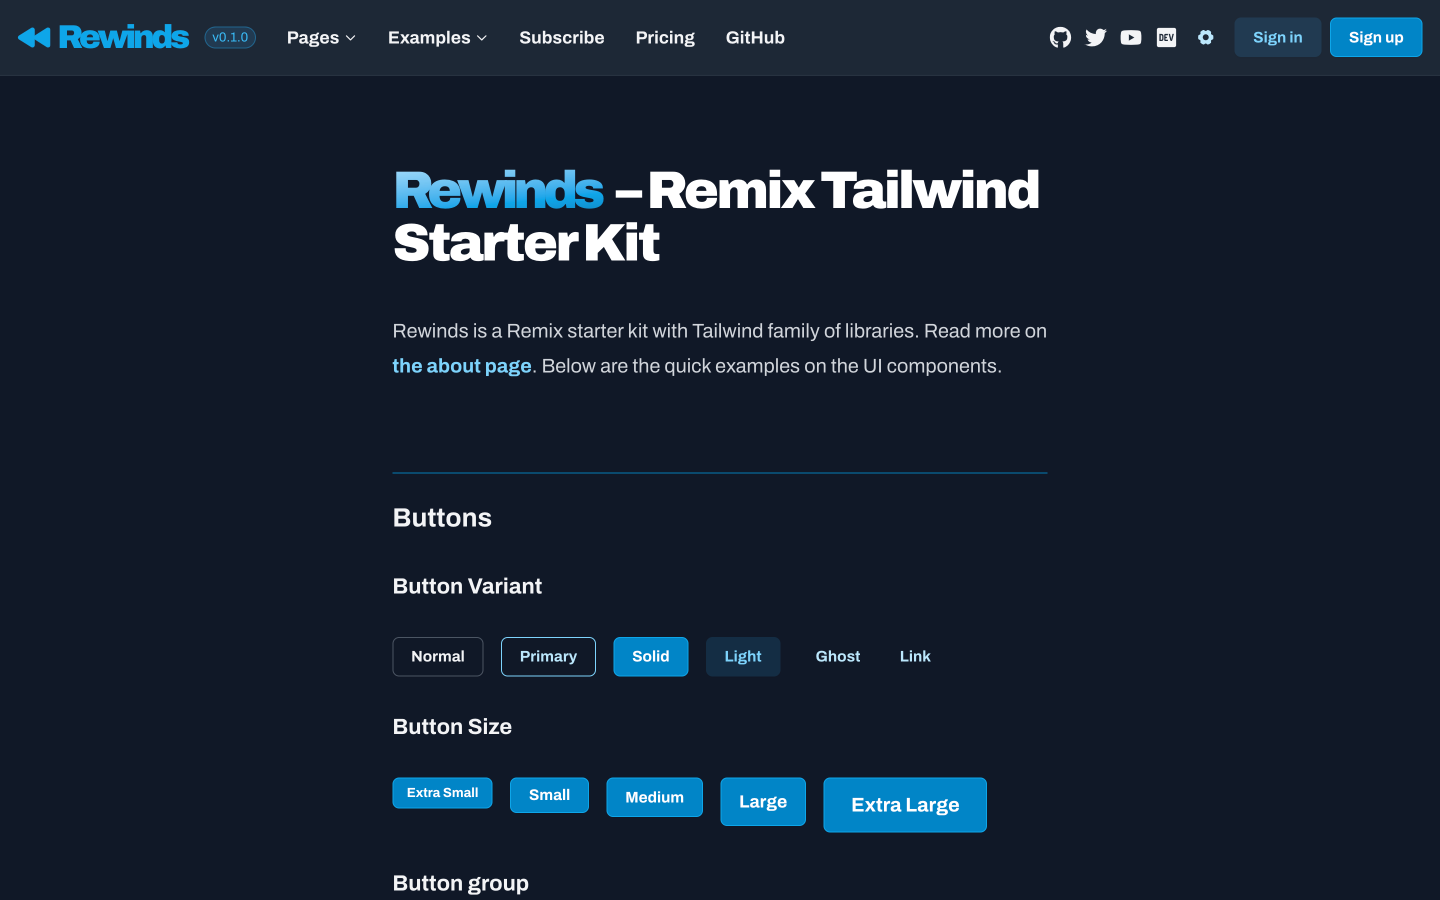 Rewinds v0.1.0 Pages Examples Subscribe Pricing GitHub DEV Sign in Sign up
Rewinds – Remix Tailwind
Starter Kit
Rewinds is a Remix starter kit with Tailwind family of libraries. Read more on
the about page. Below are the quick examples on the UI components.
Buttons
Button Variant
Normal Primary Solid Light Ghost Link
Button Size
Extra Small Small Medium Large Extra Large
Button group